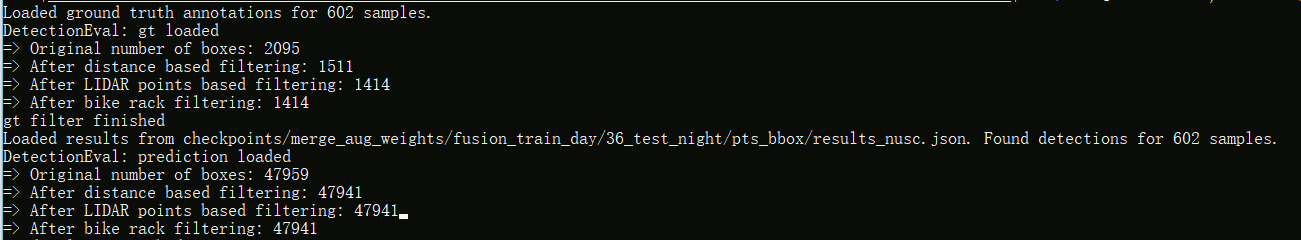 Loaded ground truth annotations for 602 samples.
DetectionEval: gt loaded
=> Original number of boxes: 2095
=> After distance based filtering: 1511
=> After LIDAR points based filtering: 1414
=> After bike rack filtering: 1414
gt filter finished
Loaded results from checkpoints/merge_aug_weights/fusion_train_day/36_test_night/pts_bbox/results_nusc.json. Found detections for 602 samples.
DetectionEval: prediction loaded
=> Original number of boxes: 47959
=> After distance based filtering: 47941
=> After LIDAR points based filtering: 47941
=> After bike rack filtering: 47941